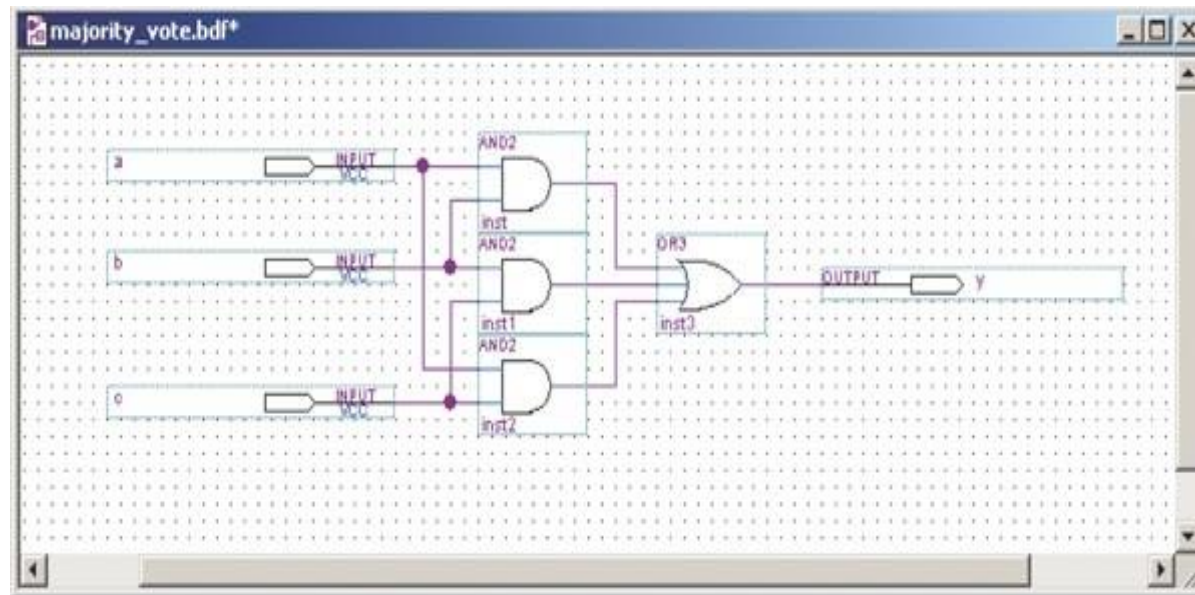 majority_vote.bdf*
AND2
a
INPUT
VCC
inst
AND2
OR3
b
INPUT
VCC
OUTPUT
y
inst1
inst3
AND2
c
INPUT
VCC
inst2